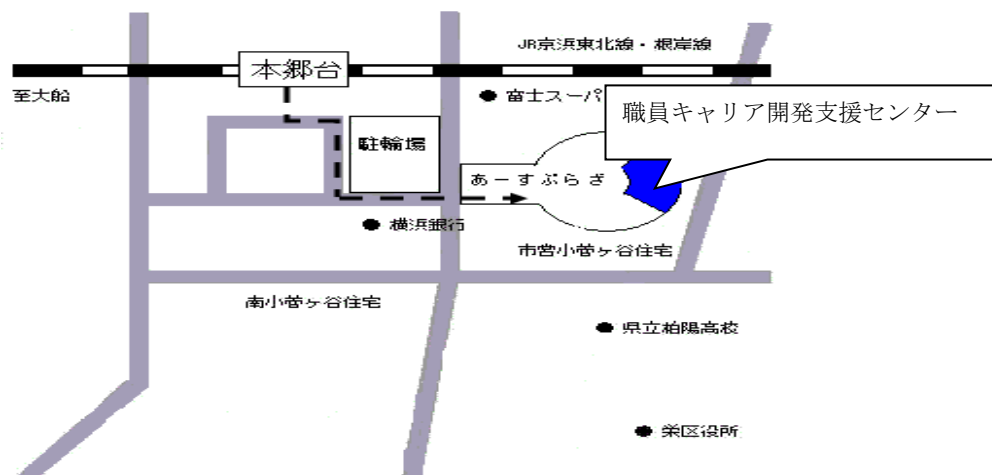 JR京浜東北線・根岸線
本郷台
至大船
富士スーパ
職員キャリア開発支援センター
駐輪場
あーすぷらざ
横浜銀行
市営小菅ヶ谷住宅
南小菅ヶ谷住宅
県立柏陽高校
栄区役所